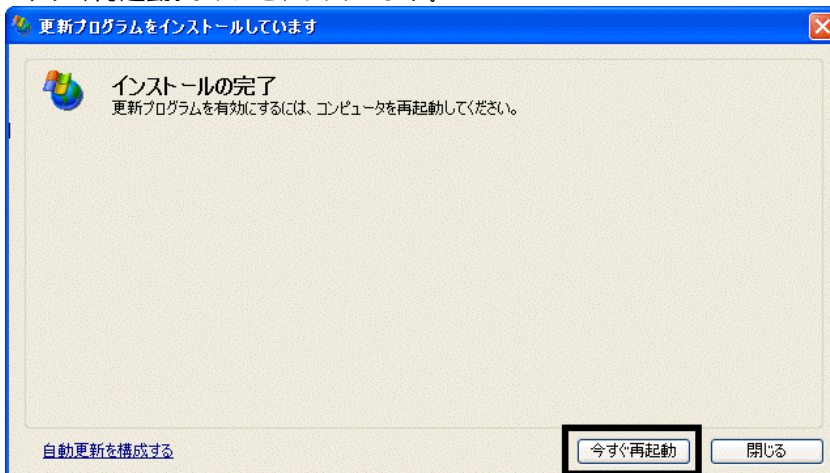 更新プログラムをインストールしています
インストールの完了
更新プログラムを有効にするには、コンピュータを再起動してください。
自動更新を構成する
今すぐ再起動
閉じる